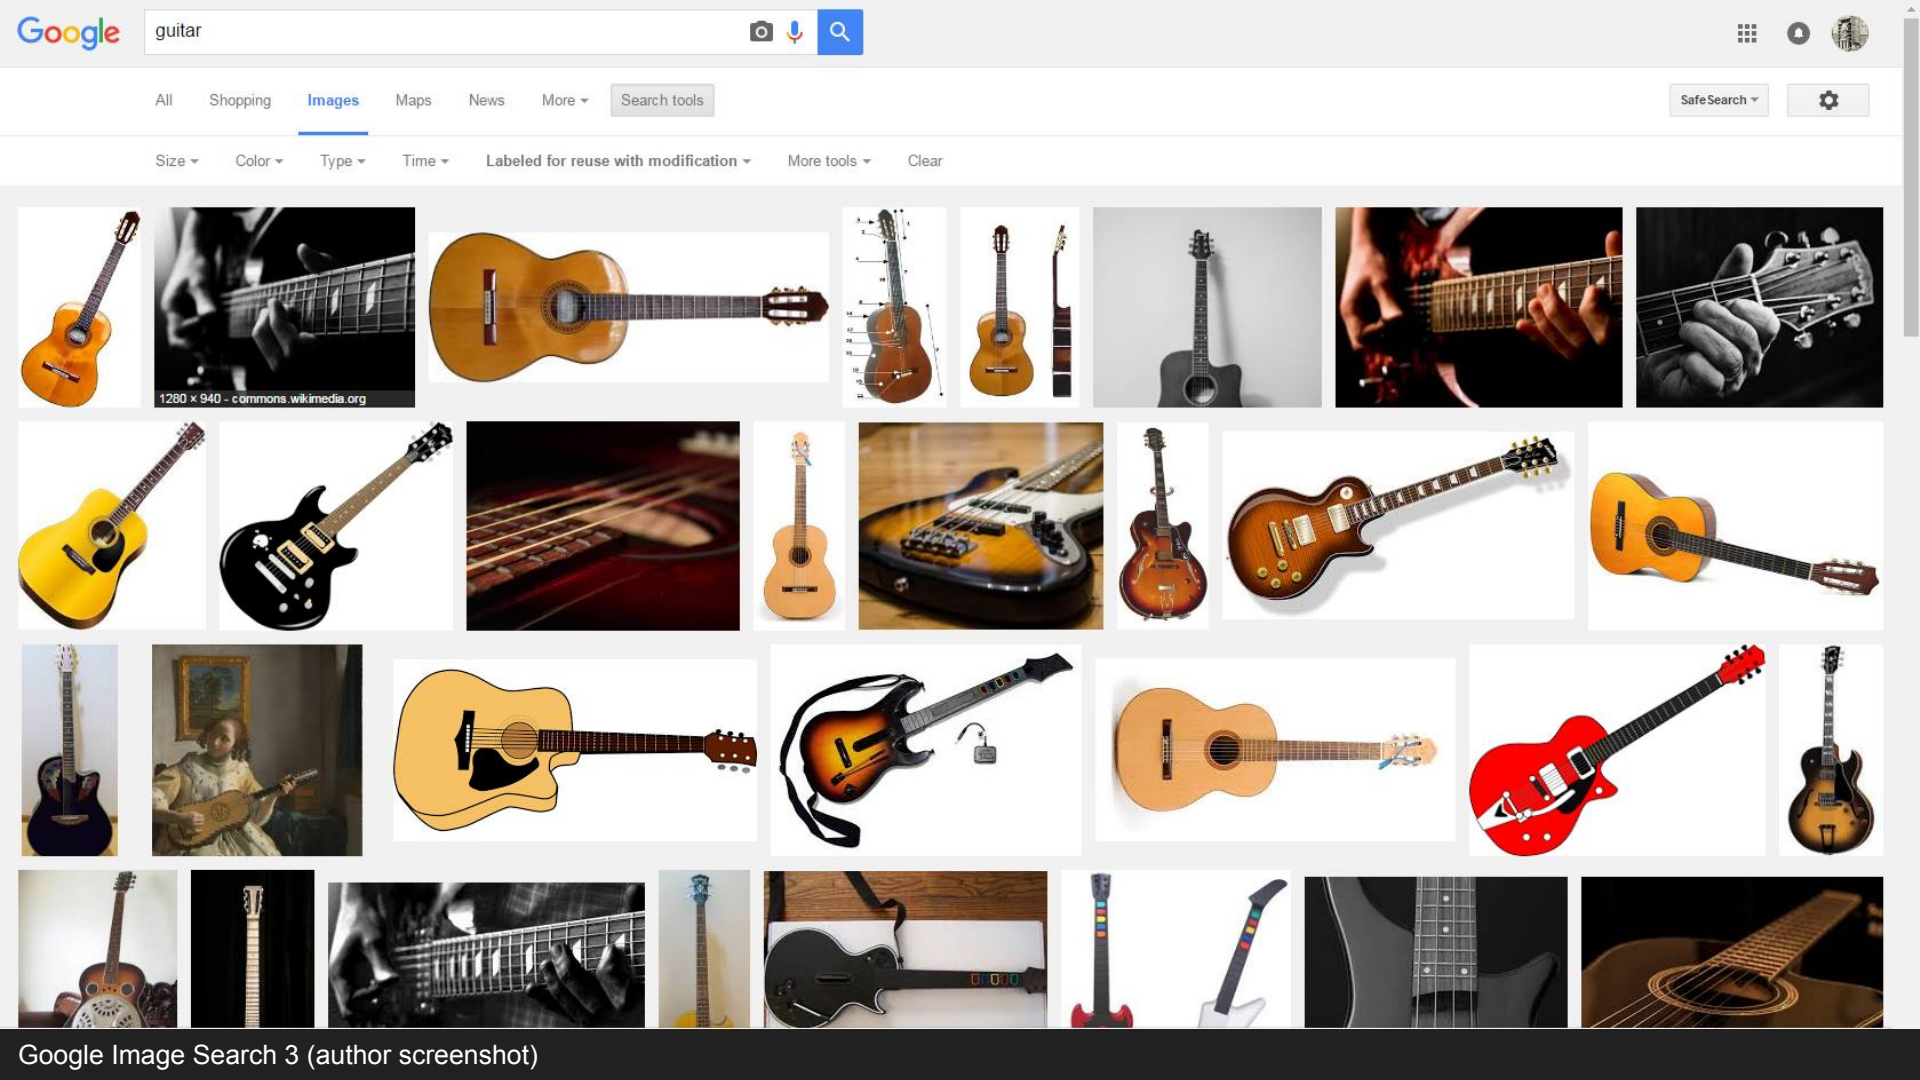 Google
guitar
All Shopping Images Maps News More Search tools
SafeSearch
Size Color Type Time Labeled for reuse with modification More tools Clear
1280 × 940 - commons.wikimedia.org
Google Image Search 3 (author screenshot)